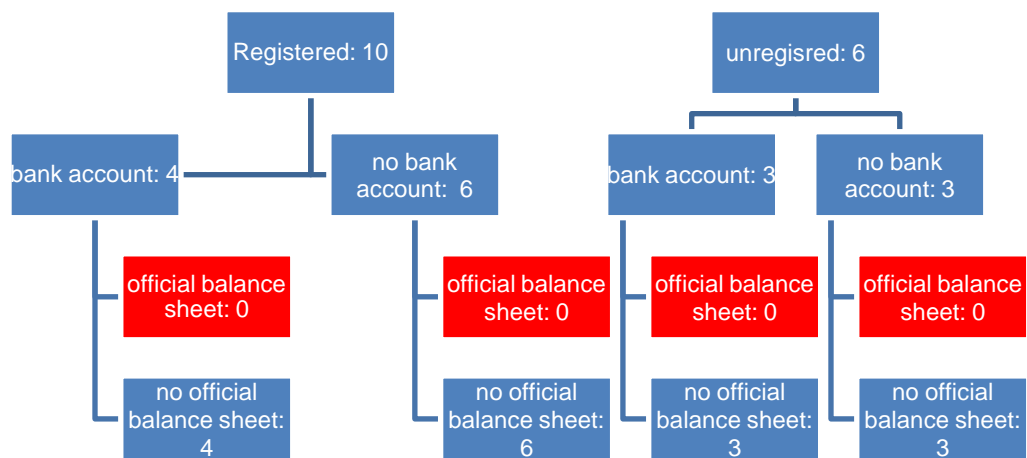 Registered: 10
unregisred: 6
bank account: 4
no bank
account:  6
bank account: 3
no bank
account: 3
official balance
sheet: 0
official balance
sheet: 0
official balance
sheet: 0
official balance
sheet: 0
no official
balance sheet:
4
no official
balance sheet:
6
no official
balance sheet:
3
no official
balance sheet:
3